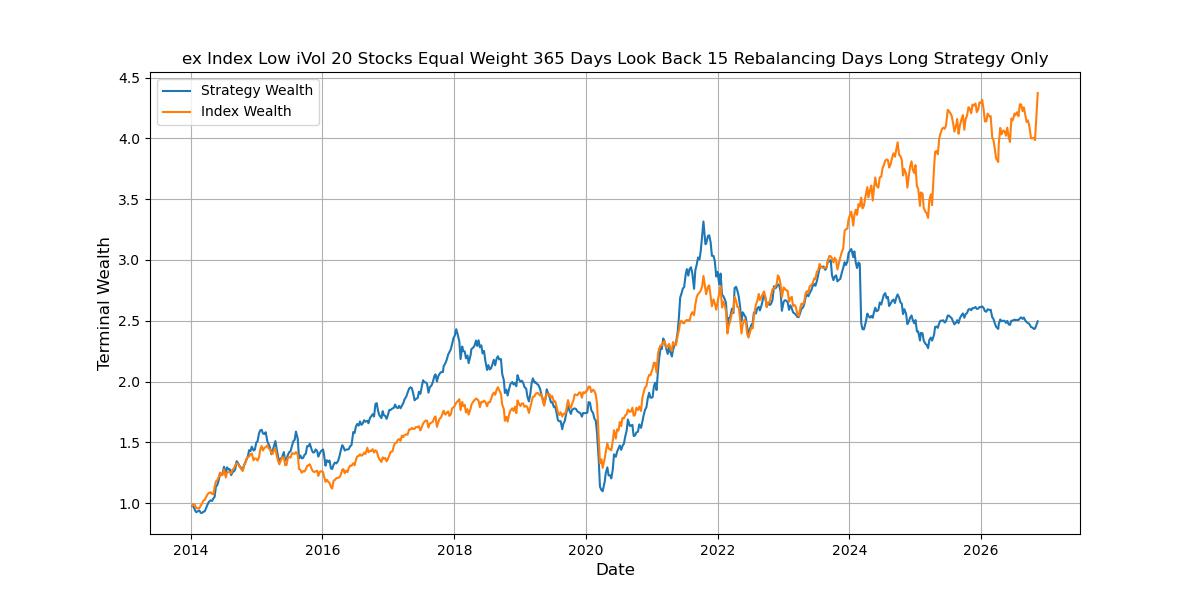 ex Index Low iVol 20 Stocks Equal Weight 365 Days Look Back 15 Rebalancing Days Long Strategy Only
Strategy Wealth
Index Wealth
4.5
4.0
3.5
3.0
2.5
2.0
1.5
1.0
Terminal Wealth
2014 2016 2018 2020 2022 2024 2026
Date